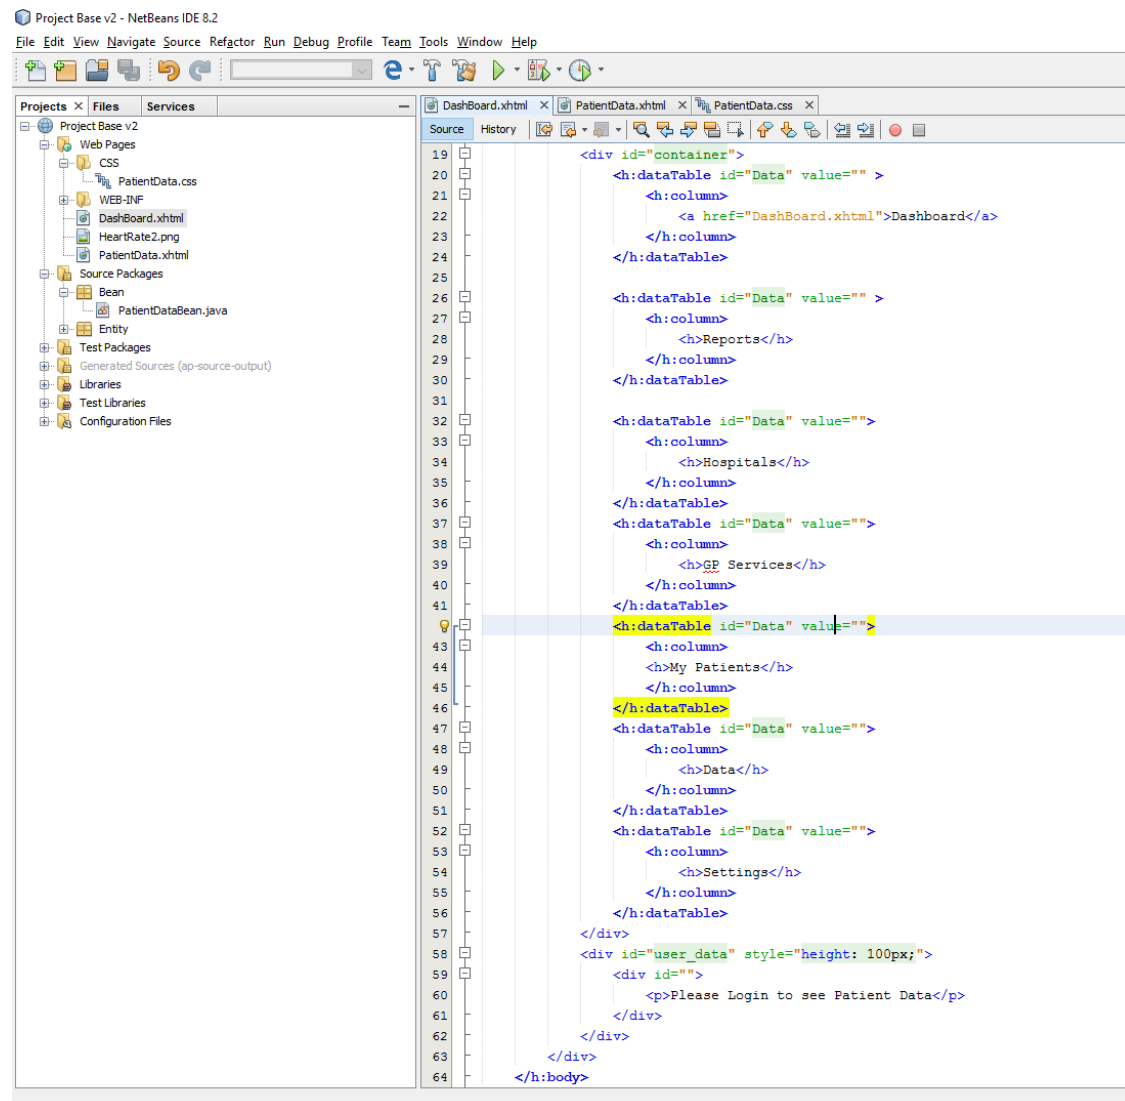 Project Base v2 - NetBeans IDE 8.2
File Edit View Navigate Source Refactor Run Debug Profile Team Tools Window Help
Projects Files Services
Project Base v2
Web Pages
CSS
PatientData.css
WEB-INF
DashBoard.xhtml
HeartRate2.png
PatientData.xhtml
Source Packages
Bean
PatientDataBean.java
Entity
Test Packages
Generated Sources (ap-source-output)
Libraries
Test Libraries
Configuration Files
DashBoard.xhtml PatientData.xhtml PatientData.css
Source History
19 <div id="container">
20 <h:dataTable id="Data" value="" >
21 <h:column>
22 <a href="DashBoard.xhtml">Dashboard</a>
23 </h:column>
24 </h:dataTable>
25
26 <h:dataTable id="Data" value="" >
27 <h:column>
28 <h>Reports</h>
29 </h:column>
30 </h:dataTable>
31
32 <h:dataTable id="Data" value="">
33 <h:column>
34 <h>Hospitals</h>
35 </h:column>
36 </h:dataTable>
37 <h:dataTable id="Data" value="">
38 <h:column>
39 <h>GP Services</h>
40 </h:column>
41 </h:dataTable>
<h:dataTable id="Data" value="">
43 <h:column>
44 <h>My Patients</h>
45 </h:column>
46 </h:dataTable>
47 <h:dataTable id="Data" value="">
48 <h:column>
49 <h>Data</h>
50 </h:column>
51 </h:dataTable>
52 <h:dataTable id="Data" value="">
53 <h:column>
54 <h>Settings</h>
55 </h:column>
56 </h:dataTable>
57 </div>
58 <div id="user_data" style="height: 100px;">
59 <div id="">
60 <p>Please Login to see Patient Data</p>
61 </div>
62 </div>
63 </div>
64 </h:body>